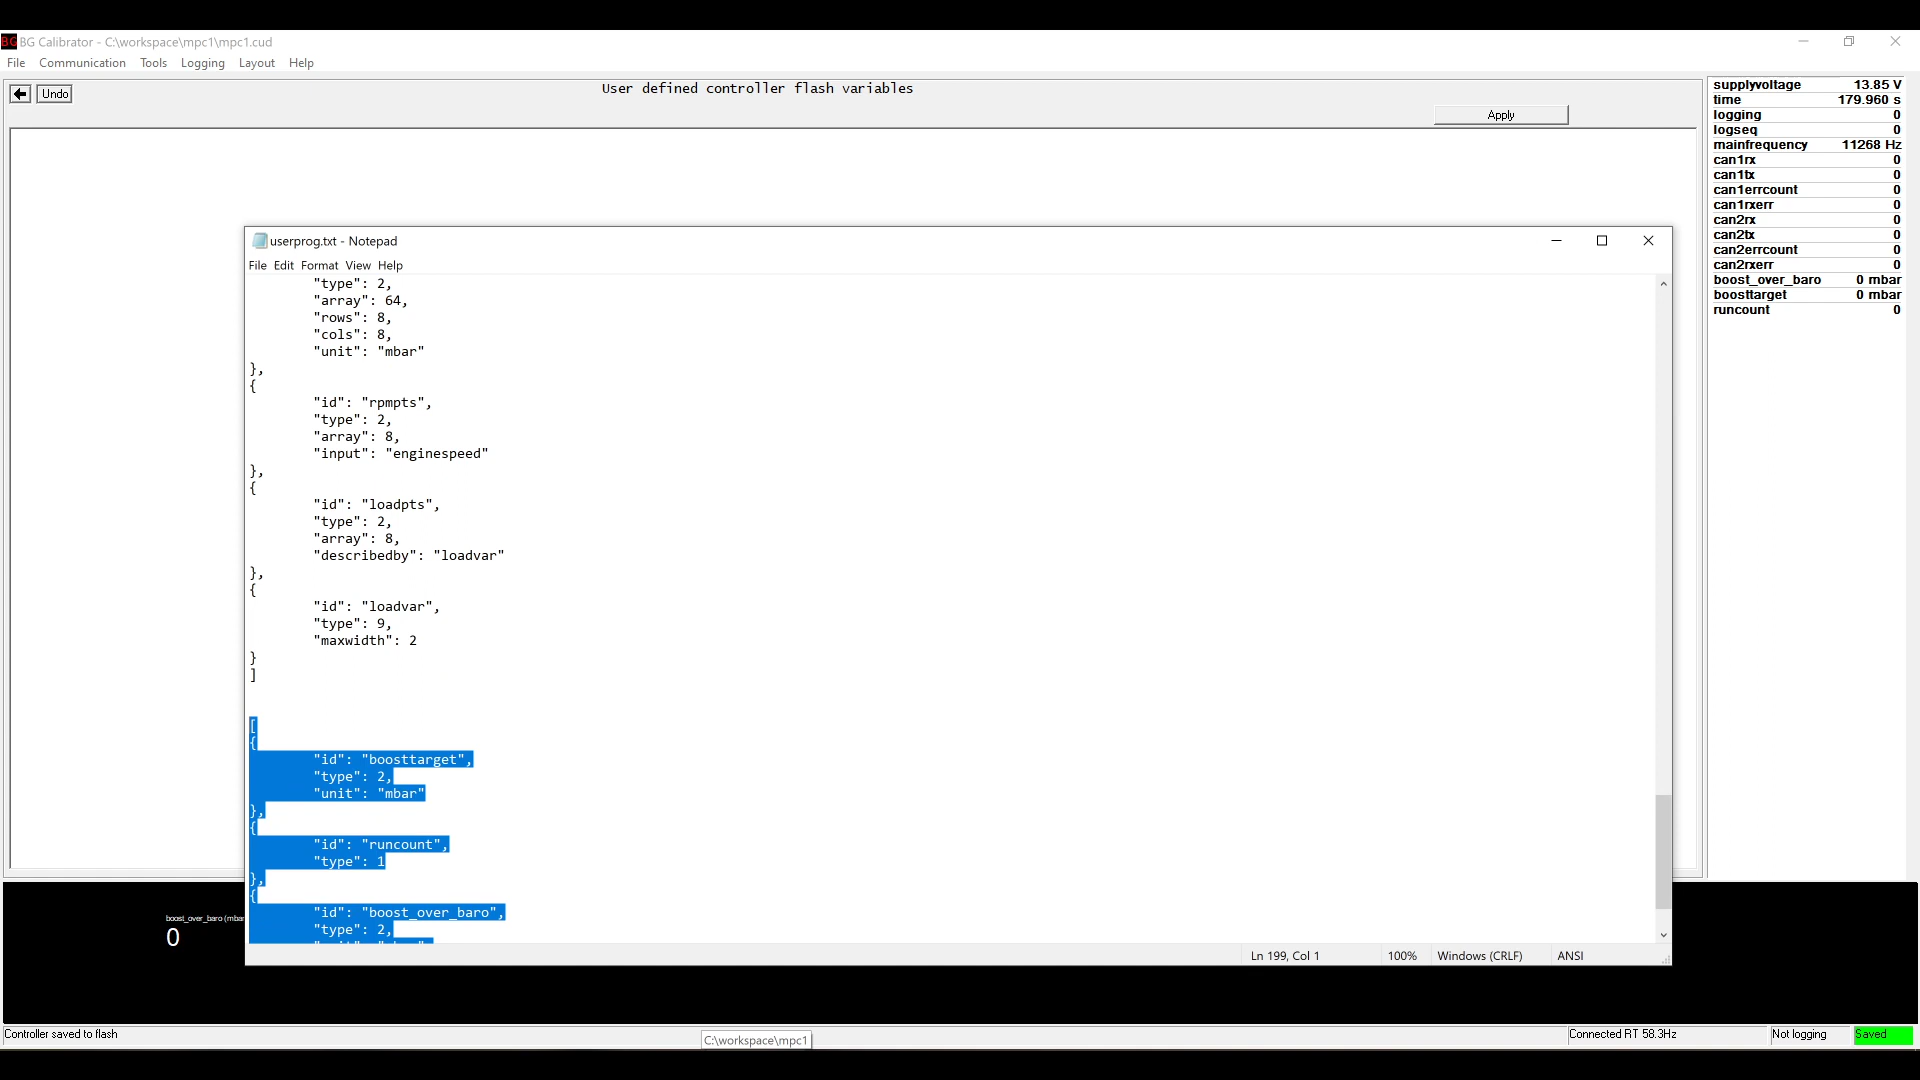 BG BG Calibrator - C:\workspace\mpc1\mpc1.cud
File Communication Tools Logging Layout Help
Undo
User defined controller flash variables
Apply
supplyvoltage 13.85 V
time 179.960 s
logging 0
logseq 0
mainfrequency 11268 Hz
can1rx 0
can1tx 0
can1errcount 0
can1rxerr 0
can2rx 0
can2tx 0
can2errcount 0
can2rxerr 0
boost_over_baro 0 mbar
boosttarget 0 mbar
runcount 0
userprog.txt - Notepad
File Edit Format View Help
"type": 2,
"array": 64,
"rows": 8,
"cols": 8,
"unit": "mbar"
},
{
"id": "rpmpts",
"type": 2,
"array": 8,
"input": "enginespeed"
},
{
"id": "loadpts",
"type": 2,
"array": 8,
"describedby": "loadvar"
},
{
"id": "loadvar",
"type": 9,
"maxwidth": 2
}
]
[
{
"id": "boosttarget",
"type": 2,
"unit": "mbar"
},
{
"id": "runcount",
"type": 1
},
{
"id": "boost_over_baro",
"type": 2,
Ln 199, Col 1 100% Windows (CRLF) ANSI
boost_over_baro (mbar
0
Controller saved to flash
C:\workspace\mpc1
Connected RT 58.3Hz
Not logging
Saved